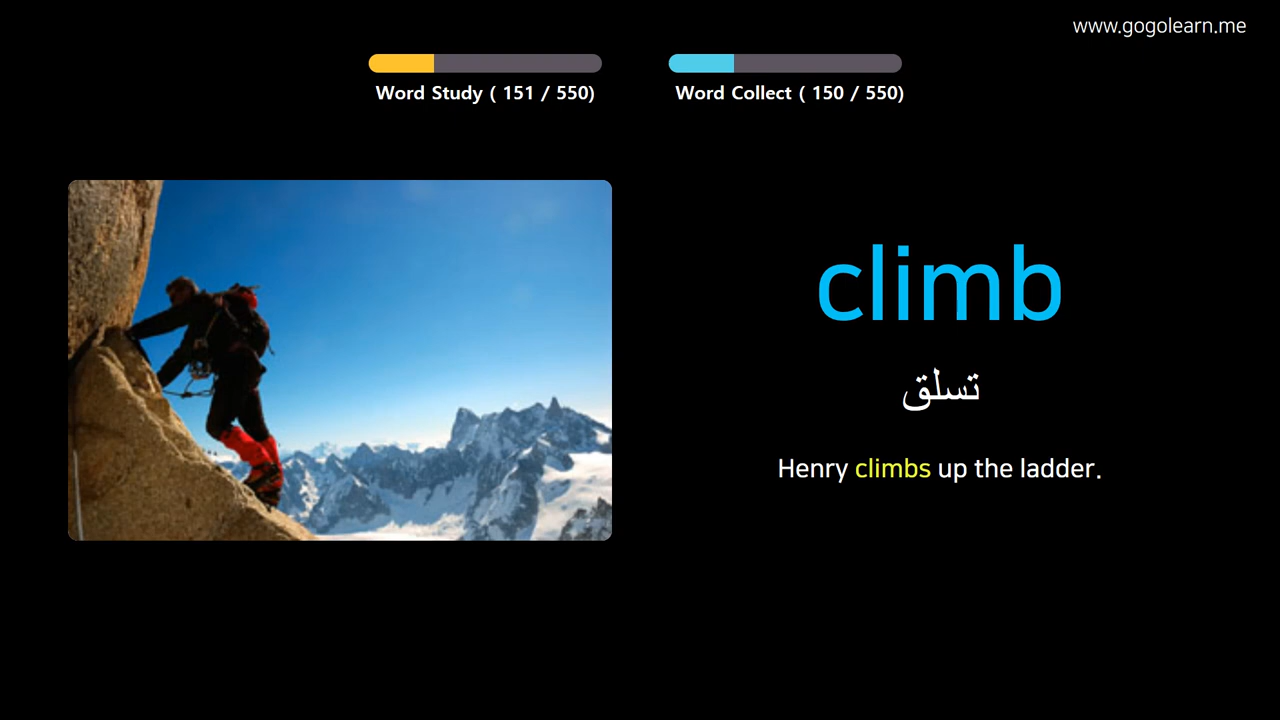 www.gogolearn.me
Word Study ( 151 / 550)
Word Collect ( 150 / 550)
climb
تسلق
Henry climbs up the ladder.